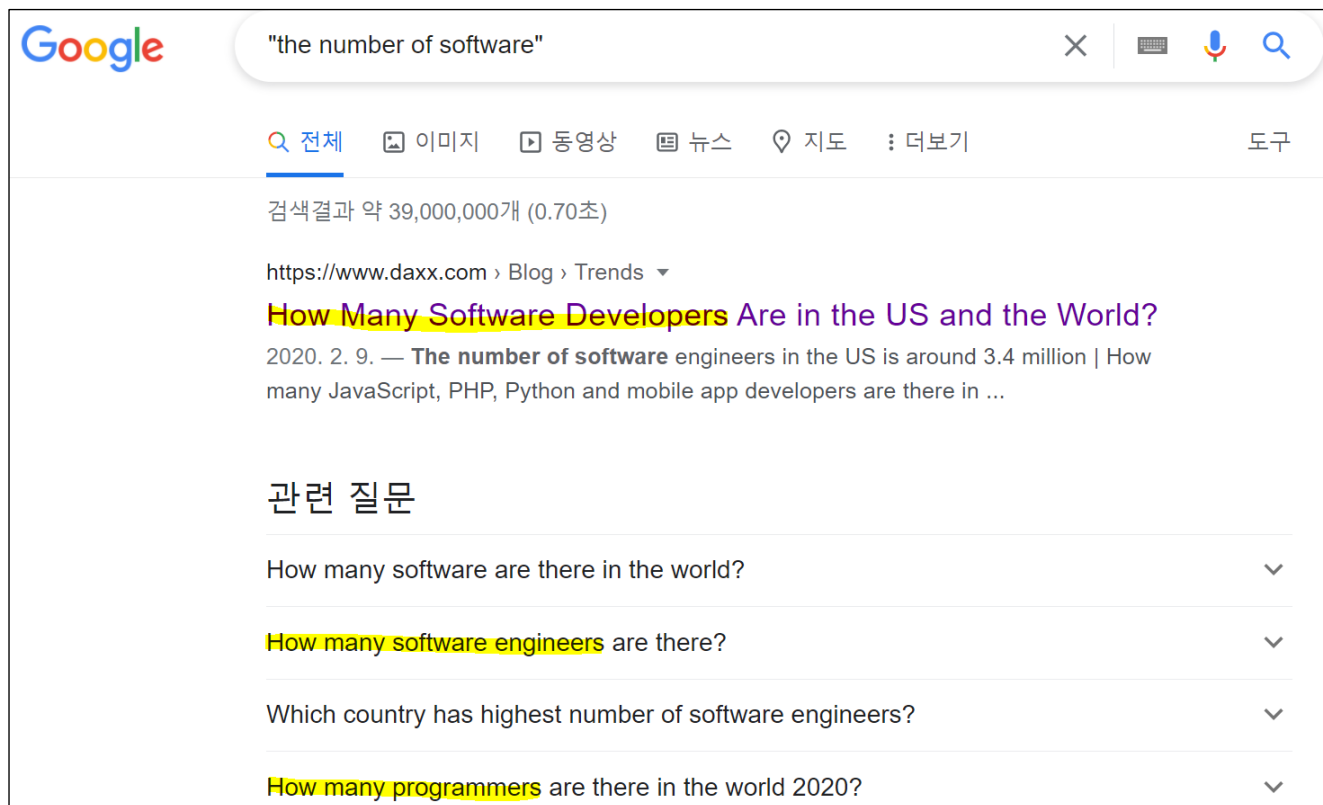 Google
"the number of software"
전체 이미지 동영상 뉴스 지도 더보기 도구
검색결과 약 39,000,000개 (0.70초)
https://www.daxx.com › Blog › Trends
How Many Software Developers Are in the US and the World?
2020. 2. 9. — The number of software engineers in the US is around 3.4 million | How
many JavaScript, PHP, Python and mobile app developers are there in ...
관련 질문
How many software are there in the world?
How many software engineers are there?
Which country has highest number of software engineers?
How many programmers are there in the world 2020?